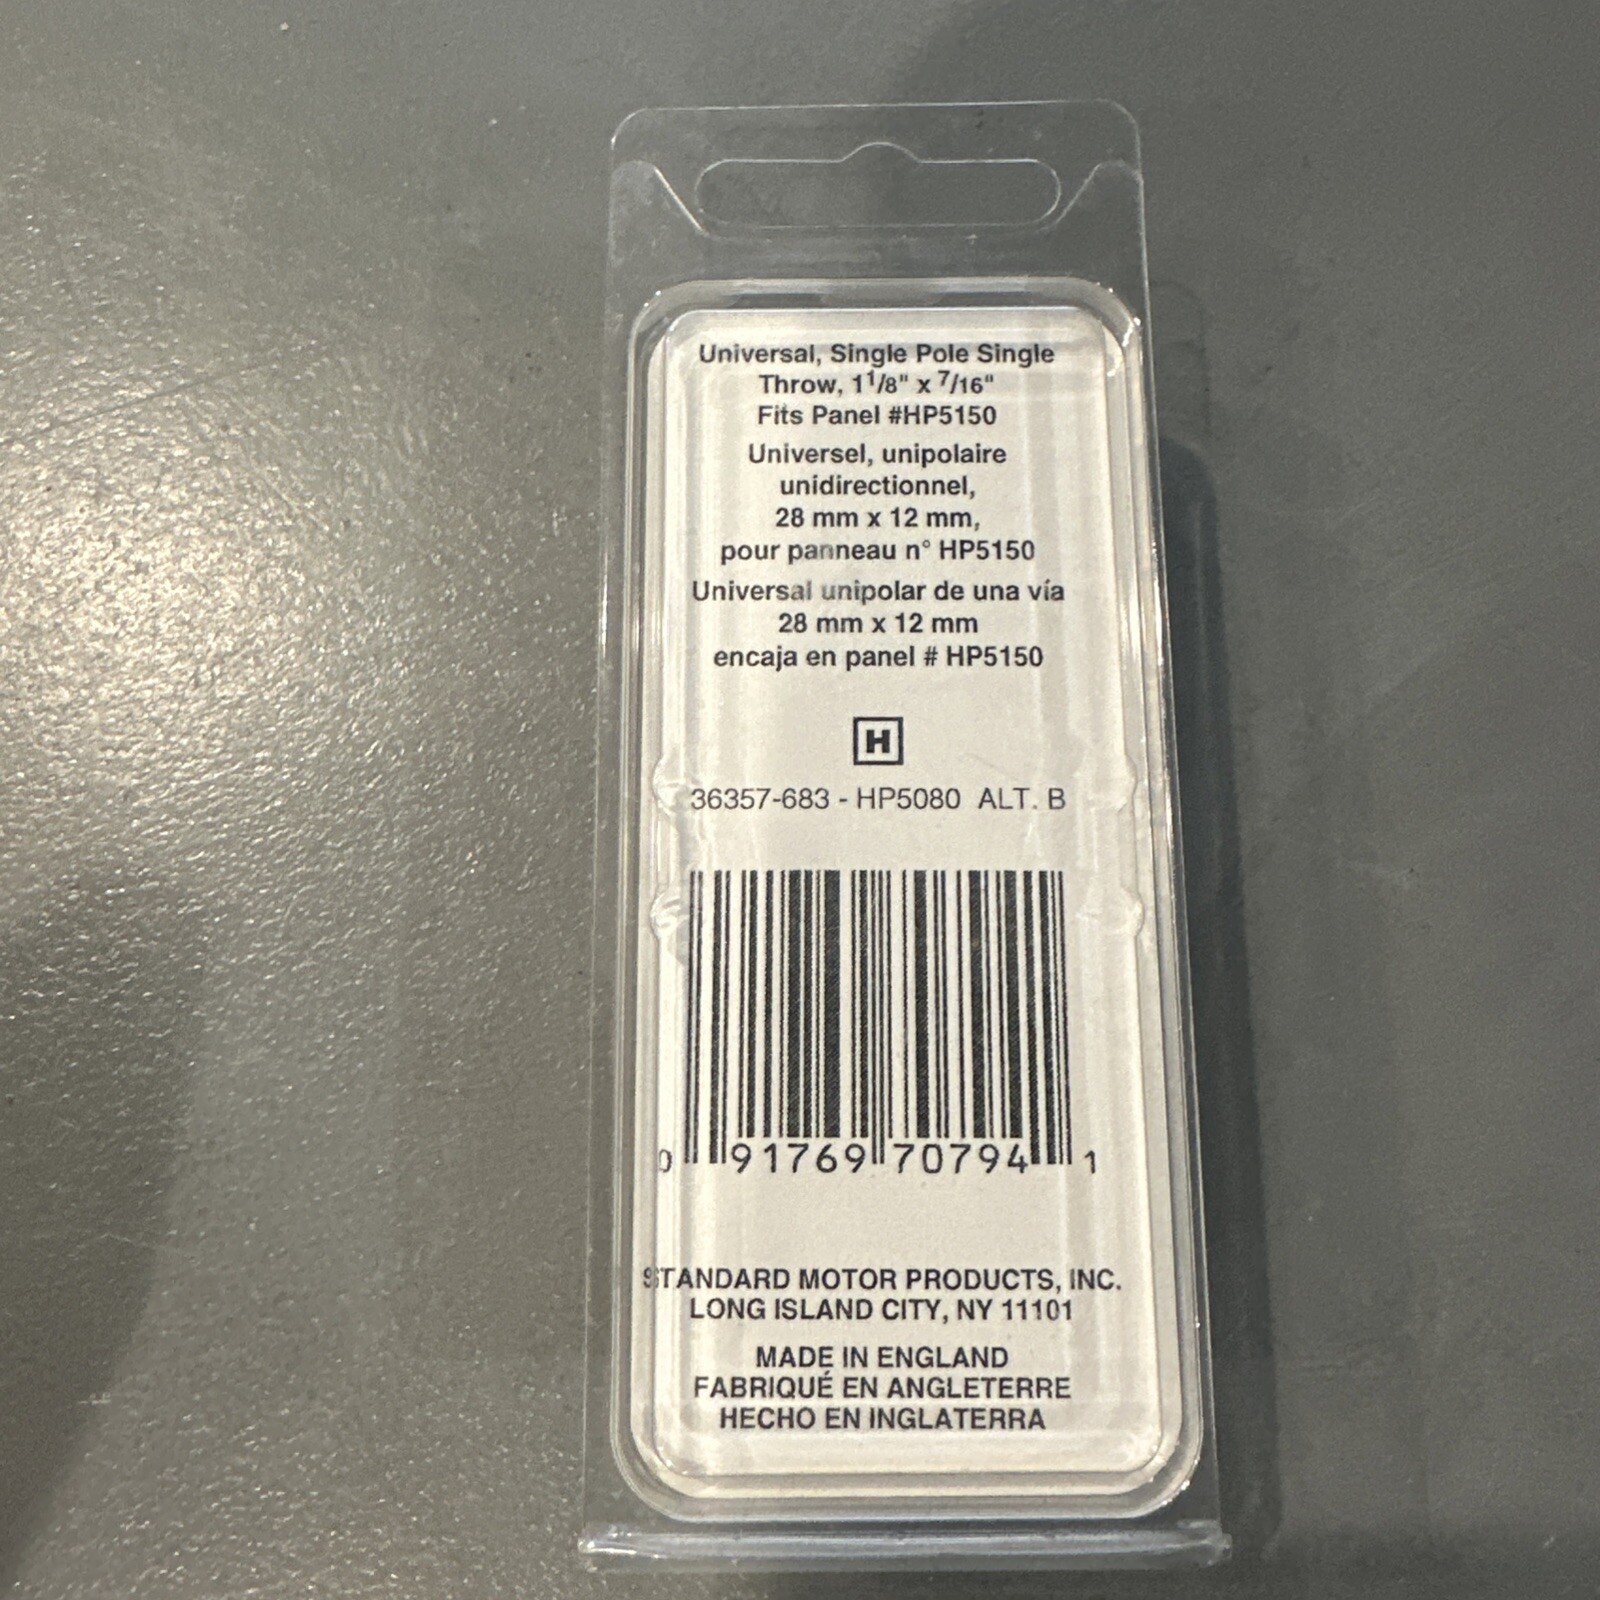 Universal, Single Pole Single
Throw, 1 1/8" x 7/16"
Fits Panel #HP5150
Universel, unipolaire
unidirectionnel,
28 mm x 12 mm,
pour panneau n° HP5150
Universal unipolar de una vía
28 mm x 12 mm
encaja en panel # HP5150
H
36357-683 - HP5080 ALT. B
0 91769 70794 1
STANDARD MOTOR PRODUCTS, INC.
LONG ISLAND CITY, NY 11101
MADE IN ENGLAND
FABRIQUÉ EN ANGLETERRE
HECHO EN INGLATERRA